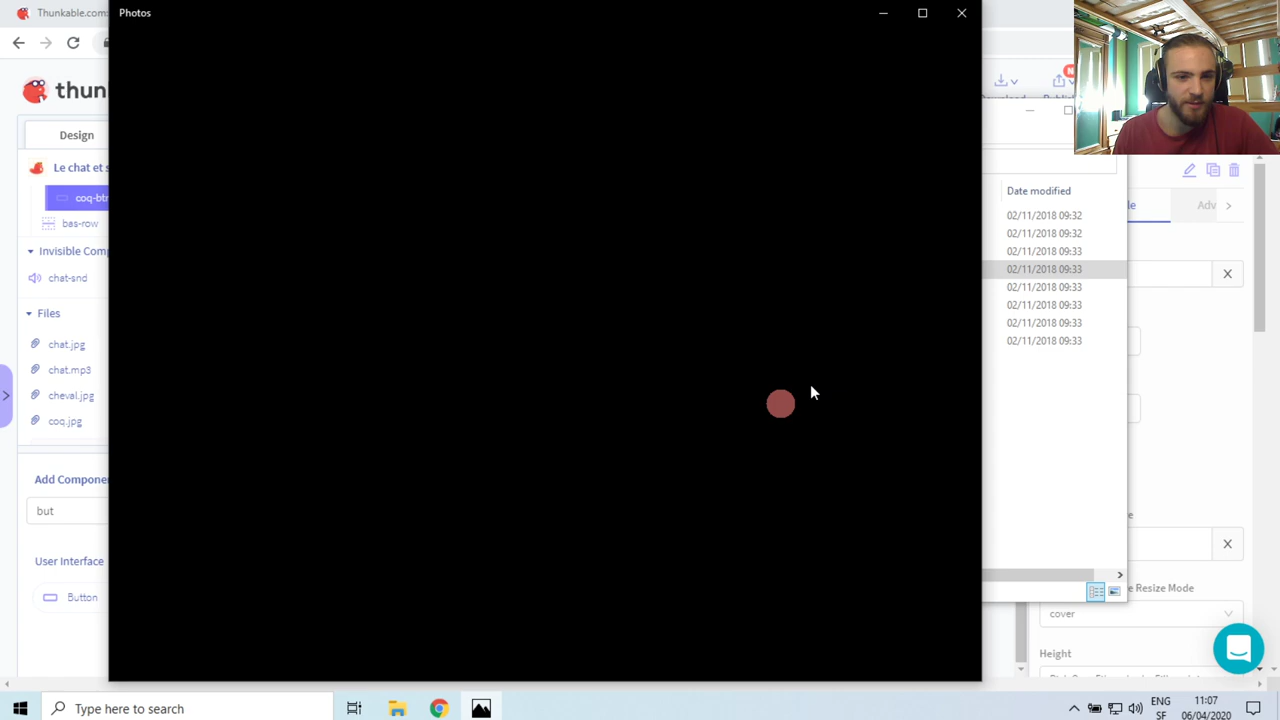 Thunkable.com:
Photos
thun
Design
Le chat et s
coq-btn
bas-row
Invisible Com
chat-snd
Files
chat.jpg
chat.mp3
cheval.jpg
coq.jpg
Add Compone
but
User Interface
Button
N
Date modified
02/11/2018 09:32
02/11/2018 09:32
02/11/2018 09:33
02/11/2018 09:33
02/11/2018 09:33
02/11/2018 09:33
02/11/2018 09:33
02/11/2018 09:33
le
Adv
X
e
X
e Resize Mode
cover
Height
Type here to search
ENG
SF
11:07
06/04/2020